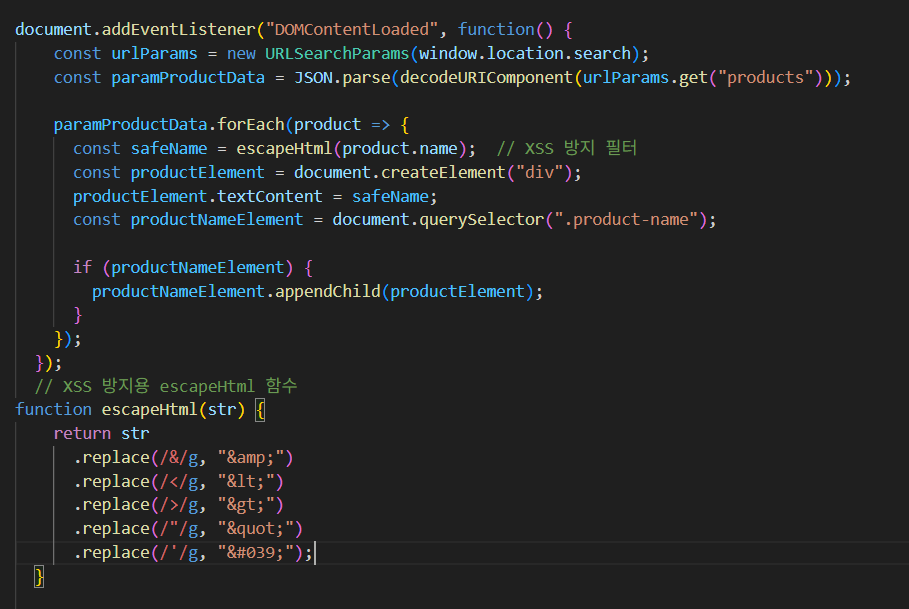 document.addEventListener("DOMContentLoaded", function() {
const urlParams = new URLSearchParams(window.location.search);
const paramProductData = JSON.parse(decodeURIComponent(urlParams.get("products")));
paramProductData.forEach(product => {
const safeName = escapeHtml(product.name);  // XSS 방지 필터
const productElement = document.createElement("div");
productElement.textContent = safeName;
const productNameElement = document.querySelector(".product-name");
if (productNameElement) {
productNameElement.appendChild(productElement);
}
});
});
// XSS 방지용 escapeHtml 함수
function escapeHtml(str) {
return str
.replace(/&/g, "&amp;")
.replace(/</g, "&lt;")
.replace(/>/g, "&gt;")
.replace(/"/g, "&quot;")
.replace(/'/g, "&#039;");
}